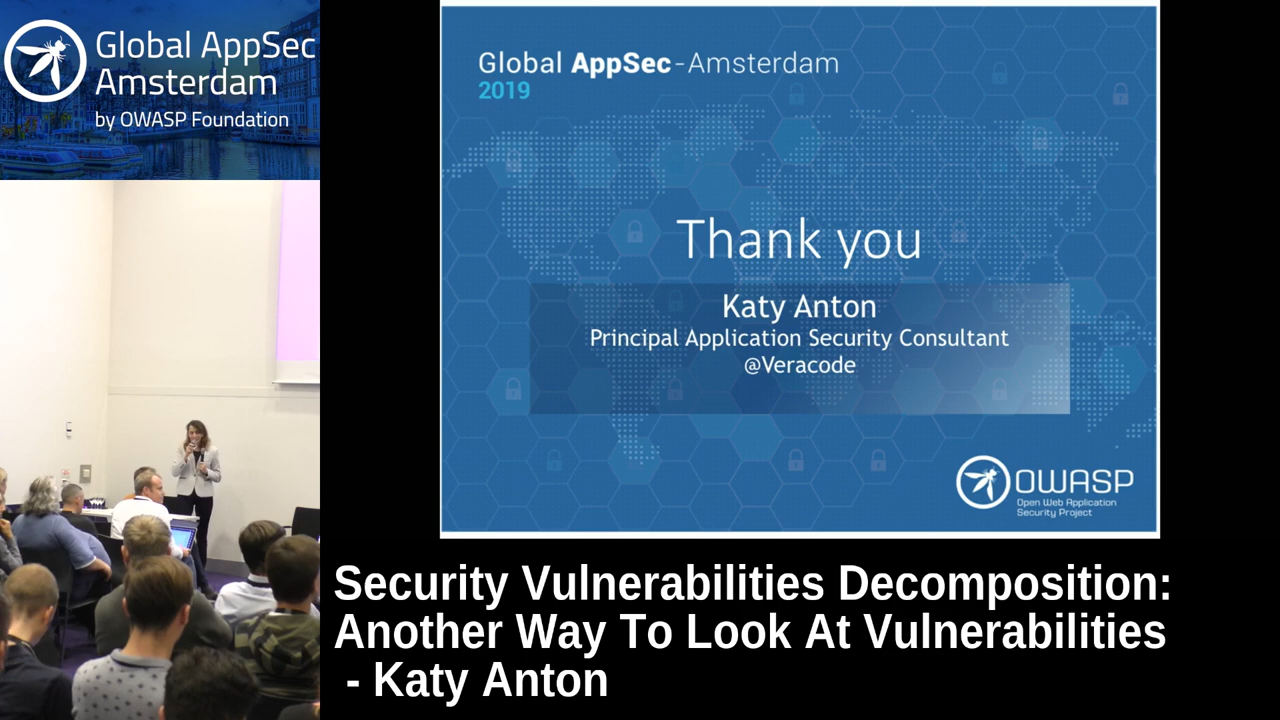 Global AppSec
Amsterdam
by OWASP Foundation
Global AppSec - Amsterdam
2019
Thank you
Katy Anton
Principal Application Security Consultant
@Veracode
OWASP
Open Web Application
Security Project
Security Vulnerabilities Decomposition:
Another Way To Look At Vulnerabilities
- Katy Anton